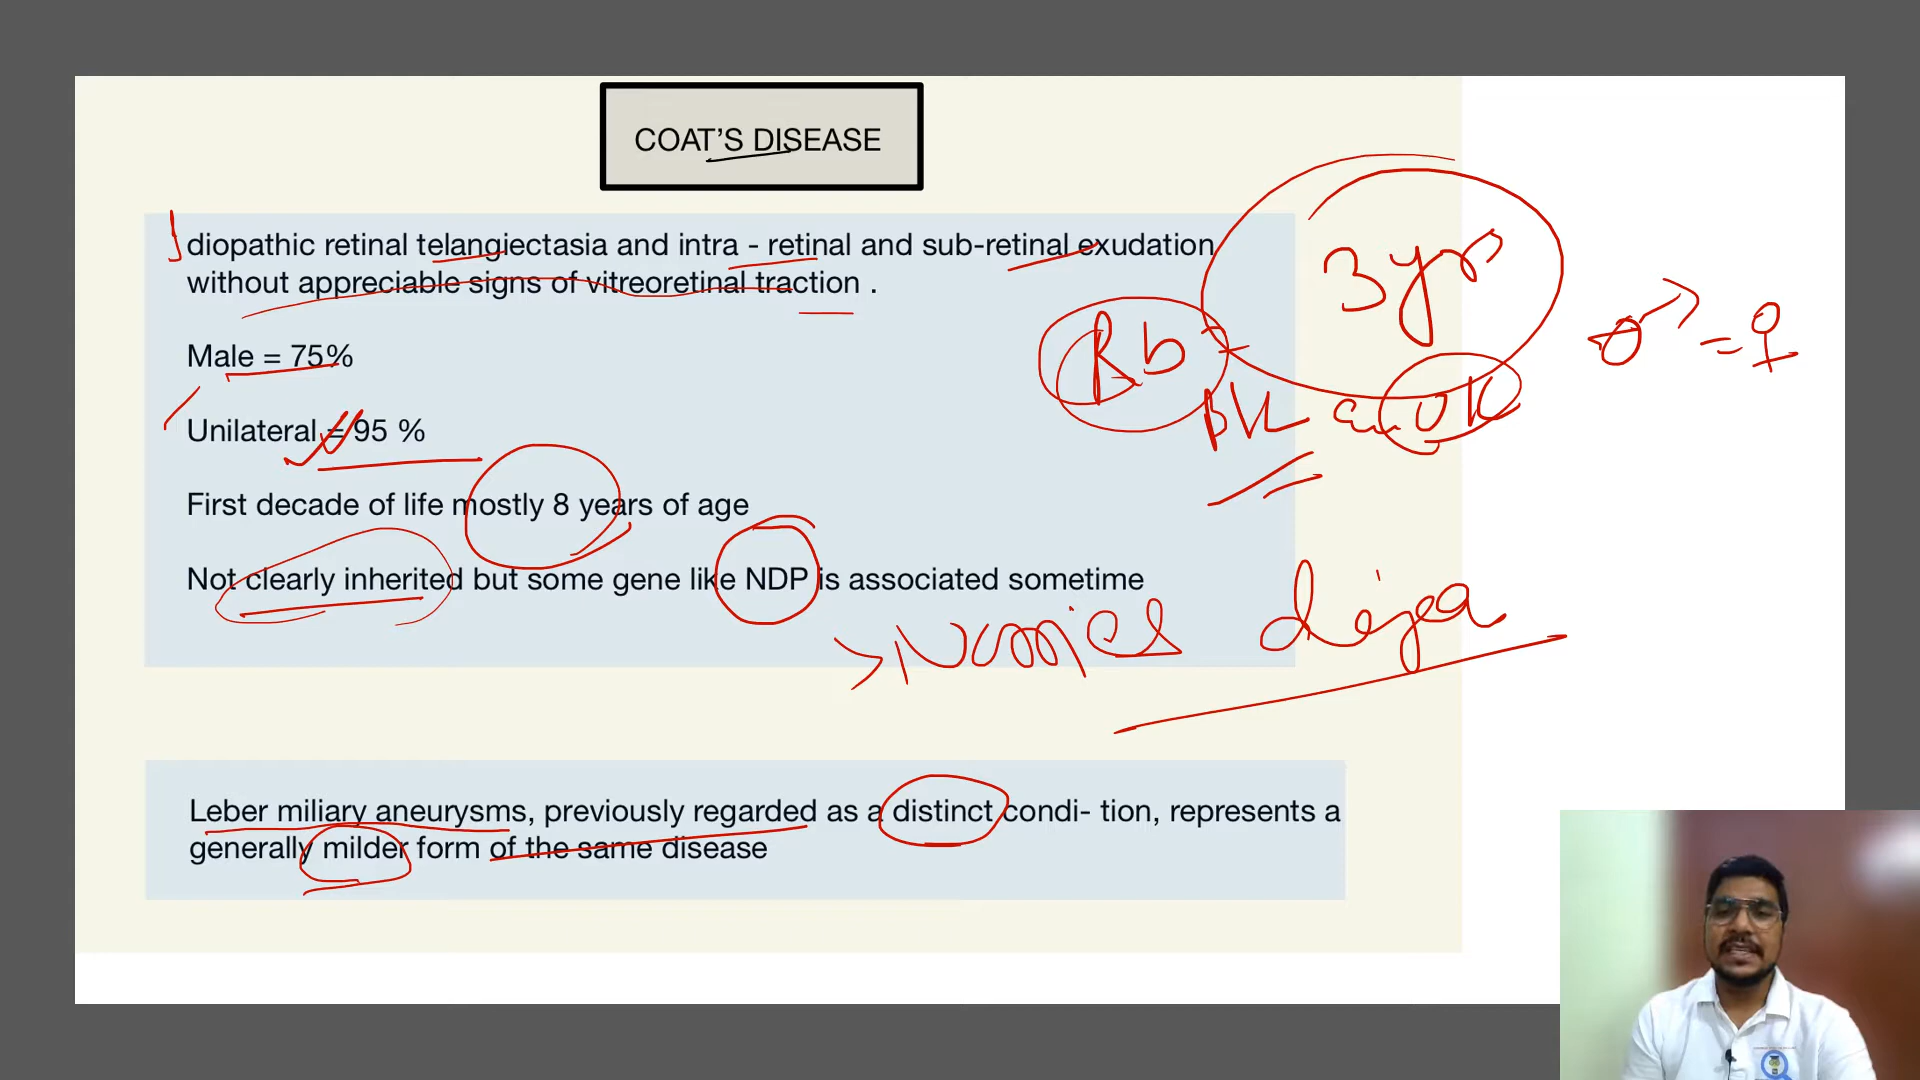 COAT'S DISEASE
Idiopathic retinal telangiectasia and intra - retinal and sub-retinal exudation
without appreciable signs of vitreoretinal traction .
3yr
Rb
♂ = ♀
Male = 75%
Unilateral = 95 %
First decade of life mostly 8 years of age
Not clearly inherited but some gene like NDP is associated sometime
Leber miliary aneurysms, previously regarded as a distinct condi- tion, represents a
generally milder form of the same disease